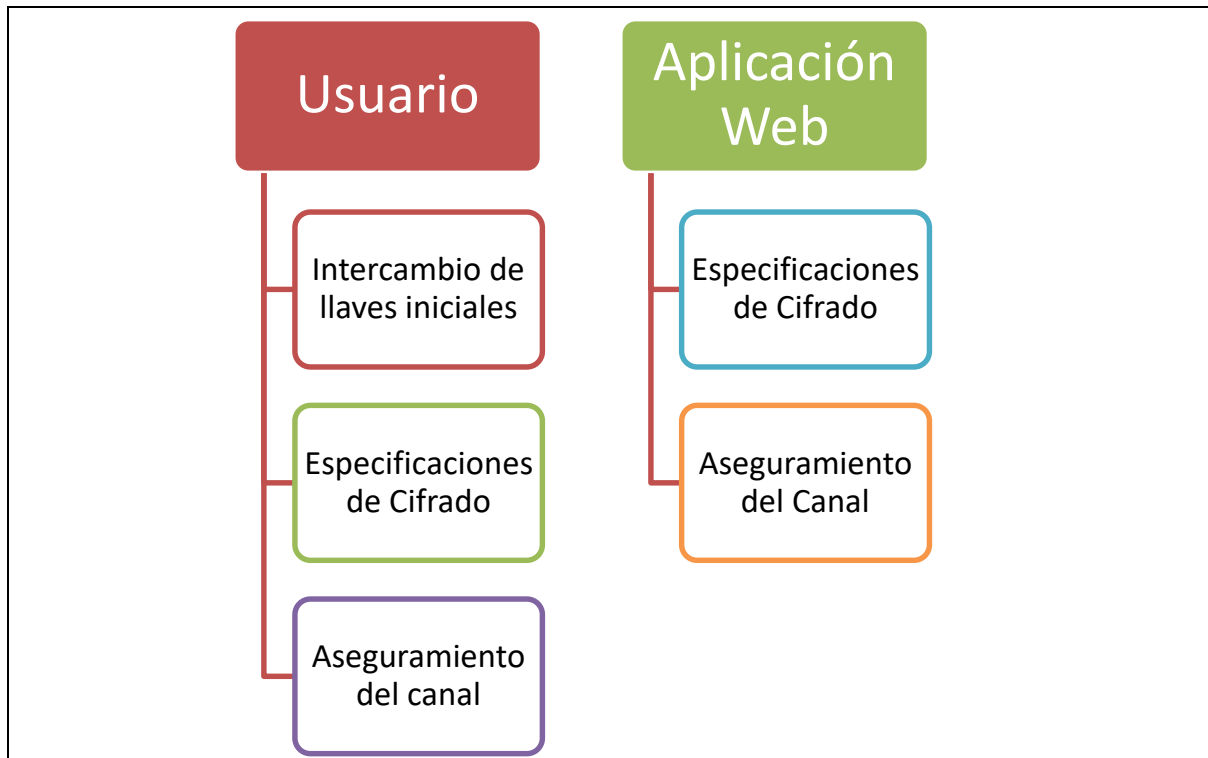 Usuario
Intercambio de
llaves iniciales
Especificaciones
de Cifrado
Aseguramiento
del canal
Aplicación
Web
Especificaciones
de Cifrado
Aseguramiento
del Canal